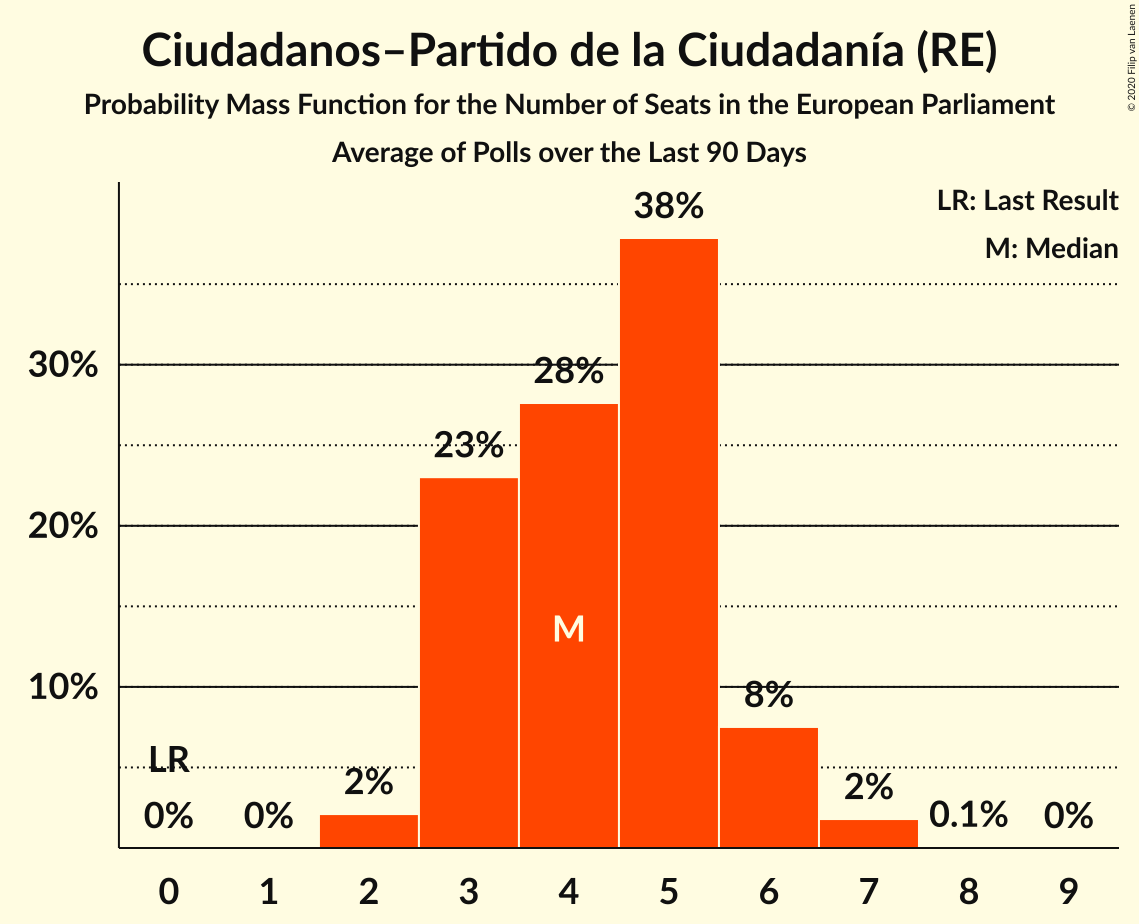 Ciudadanos–Partido de la Ciudadanía (RE)
Probability Mass Function for the Number of Seats in the European Parliament
Average of Polls over the Last 90 Days
© 2020 Filip van Laenen
LR: Last Result
M: Median
38%
30%
28%
23%
20%
M
10%
8%
LR
2%
2%
0%
0%
0.1%
0%
0 1 2 3 4 5 6 7 8 9